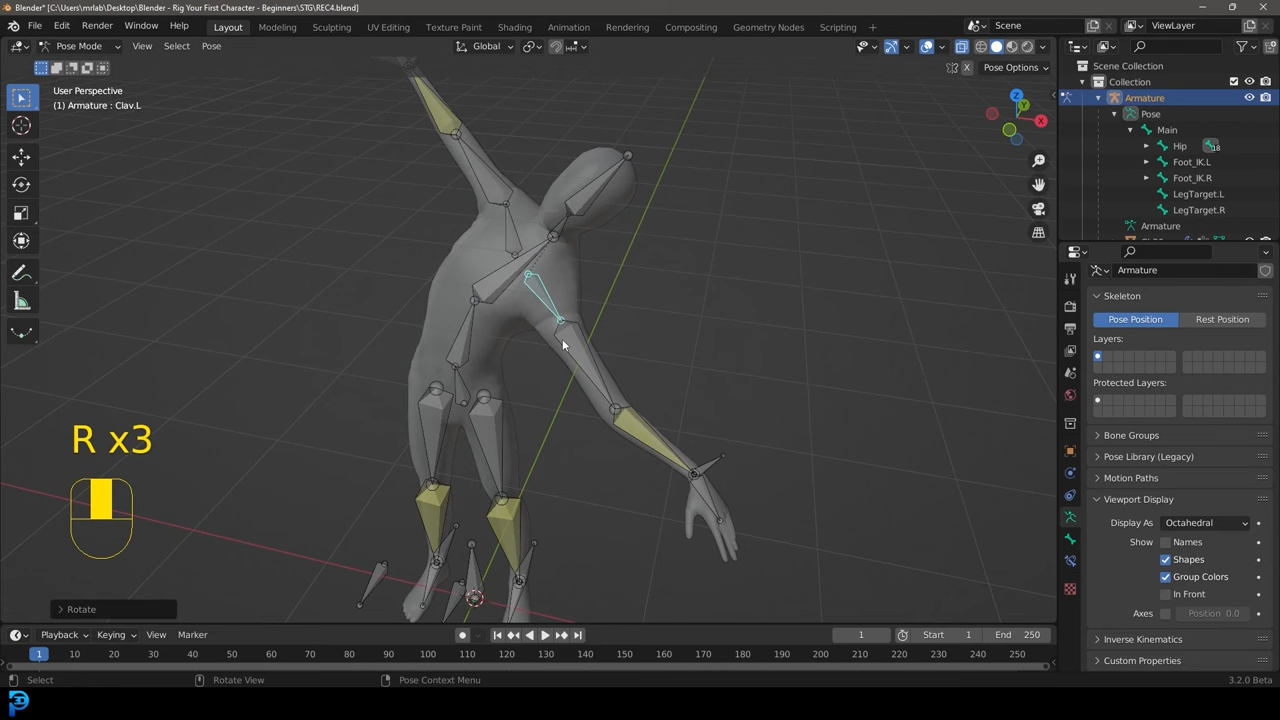 Blender* [C:\Users\mrlab\Desktop\Blender - Rig Your First Character - Beginners\STG\REC4.blend]
File Edit Render Window Help Layout Modeling Sculpting UV Editing Texture Paint Shading Animation Rendering Compositing Geometry Nodes Scripting Scene ViewLayer
Pose Mode View Select Pose Global
X Pose Options
User Perspective
(1) Armature : Clav.L
Z
Y
X
Scene Collection
Collection
Armature
Pose
Main
Hip 18
Foot_IK.L
Foot_IK.R
LegTarget.L
LegTarget.R
Armature
Armature
Skeleton
Pose Position Rest Position
Layers:
Protected Layers:
Bone Groups
Pose Library (Legacy)
Motion Paths
Viewport Display
Display As Octahedral
Show Names
Shapes
Group Colors
In Front
Axes Position 0.0
Inverse Kinematics
Custom Properties
R x3
Rotate
Playback Keying View Marker 1 Start 1 End 250
1 10 20 30 40 50 60 70 80 90 100 110 120 130 140 150 160 170 180 190 200 210 220 230 240 250
Select Rotate View Pose Context Menu 3.2.0 Beta